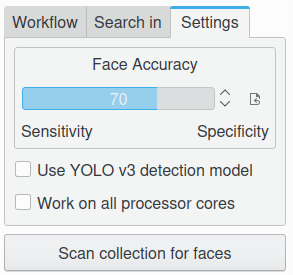 Workflow Search in Settings
Face Accuracy
70
Sensitivity Specificity
Use YOLO v3 detection model
Work on all processor cores
Scan collection for faces